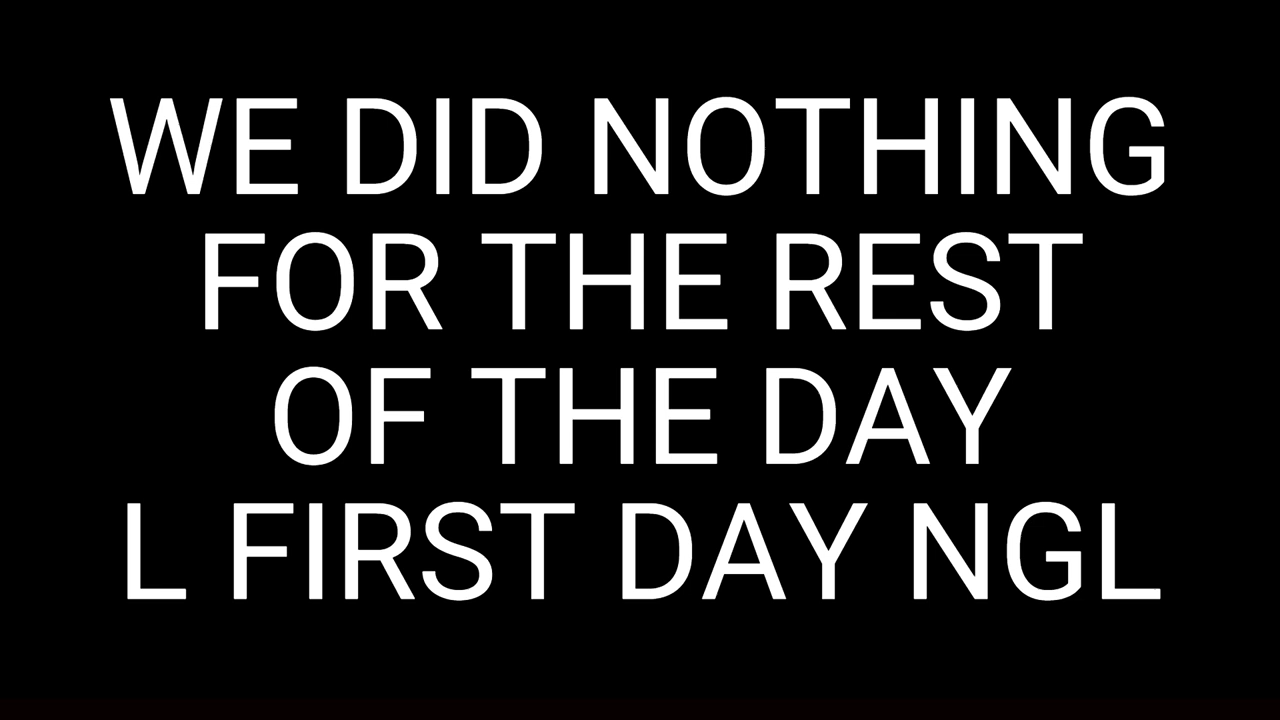 WE DID NOTHING
FOR THE REST
OF THE DAY
L FIRST DAY NGL